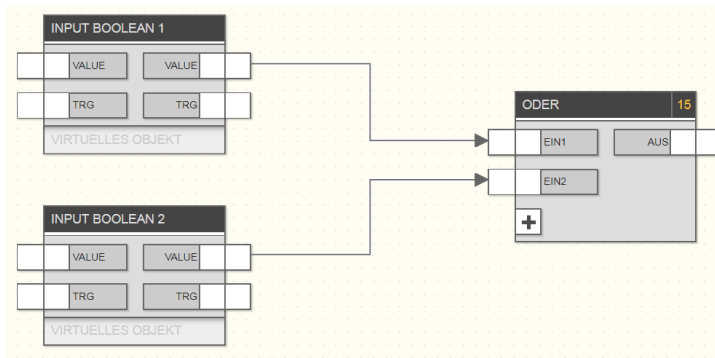 INPUT BOOLEAN 1
VALUE VALUE
TRG TRG
VIRTUELLES OBJEKT
ODER 15
EIN1 AUS
EIN2
INPUT BOOLEAN 2
VALUE VALUE
TRG TRG
VIRTUELLES OBJEKT